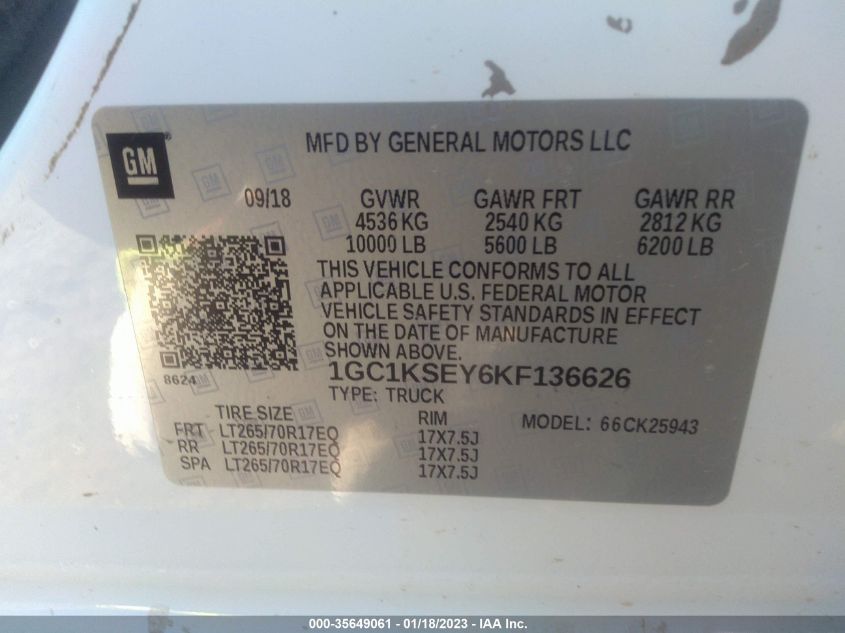 GM
MFD BY GENERAL MOTORS LLC
09/18 GVWR GAWR FRT GAWR RR
4536 KG 2540 KG 2812 KG
10000 LB 5600 LB 6200 LB
THIS VEHICLE CONFORMS TO ALL
APPLICABLE U.S. FEDERAL MOTOR
VEHICLE SAFETY STANDARDS IN EFFECT
ON THE DATE OF MANUFACTURE
SHOWN ABOVE.
8624
1GC1KSEY6KF136626
TYPE: TRUCK
TIRE SIZE RIM MODEL: 66CK25943
FRT LT265/70R17EQ 17X7.5J
RR LT265/70R17EQ 17X7.5J
SPA LT265/70R17EQ 17X7.5J
000-35649061 - 01/18/2023 - IAA Inc.